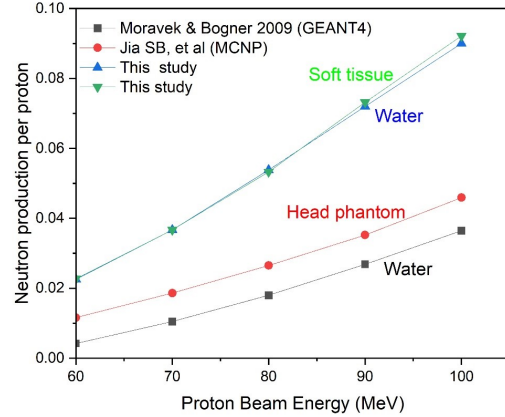 0.10
0.08
0.06
0.04
0.02
0.00
Neutron production per proton
Moravek & Bogner 2009 (GEANT4)
Jia SB, et al (MCNP)
This  study
This study
Soft tissue
Water
Head phantom
Water
60
70
80
90
100
Proton Beam Energy (MeV)